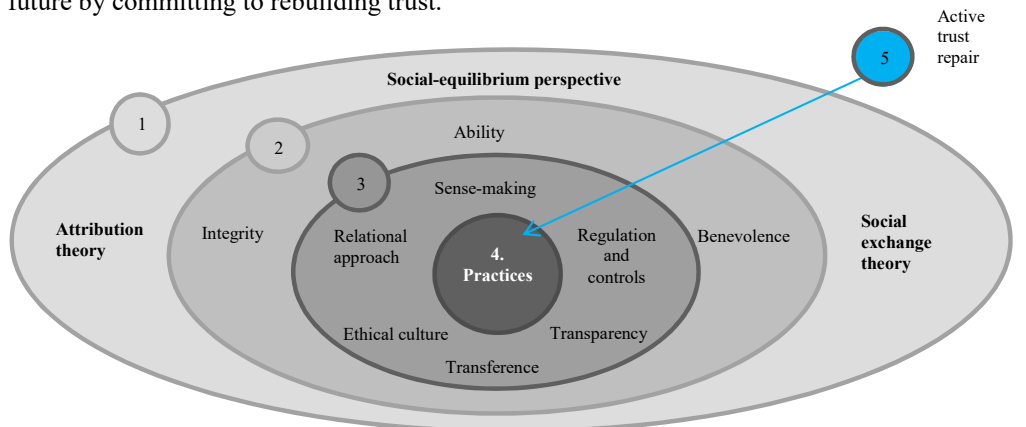 future by committing to rebuilding trust.
Active
trust
repair
5
Social-equilibrium perspective
1
2
Ability
3
Sense-making
Attribution
theory
Integrity
Relational
approach
4.
Practices
Regulation
and
controls
Benevolence
Social
exchange
theory
Ethical culture
Transparency
Transference